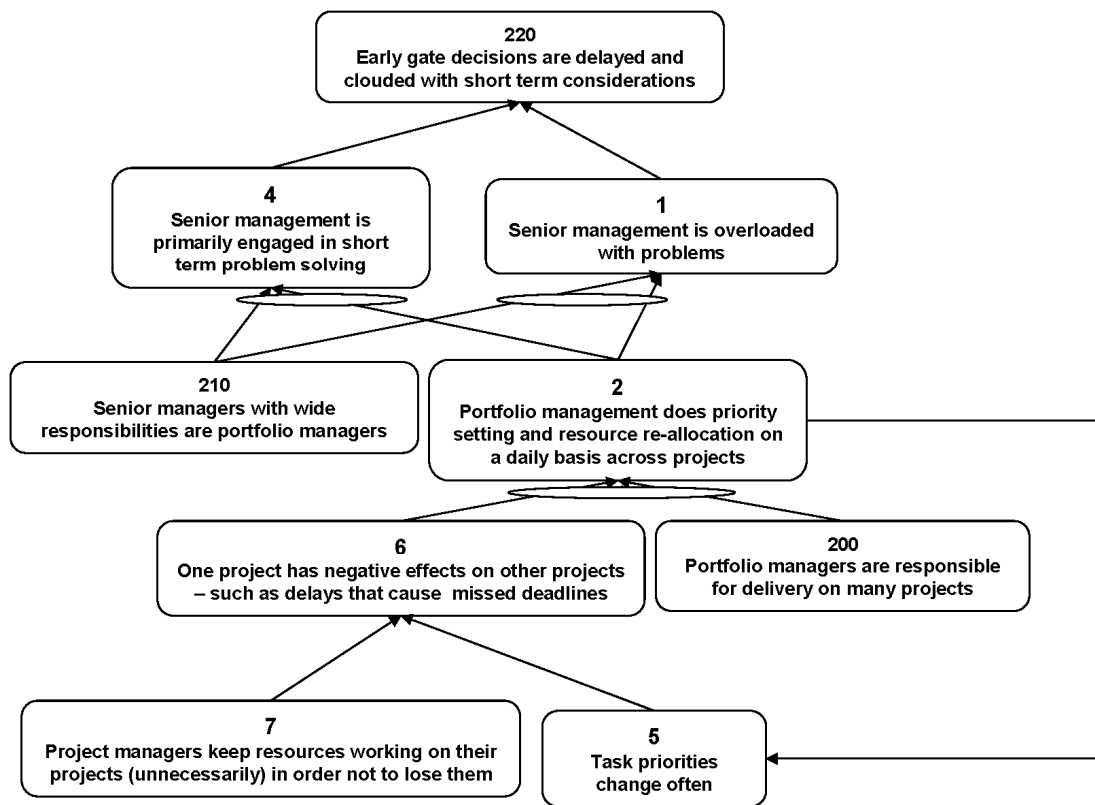 220
Early gate decisions are delayed and
clouded with short term considerations
4
Senior management is
primarily engaged in short
term problem solving
1
Senior management is overloaded
with problems
210
Senior managers with wide
responsibilities are portfolio managers
2
Portfolio management does priority
setting and resource re-allocation on
a daily basis across projects
6
One project has negative effects on other projects
– such as delays that cause missed deadlines
200
Portfolio managers are responsible
for delivery on many projects
7
Project managers keep resources working on their
projects (unnecessarily) in order not to lose them
5
Task priorities
change often